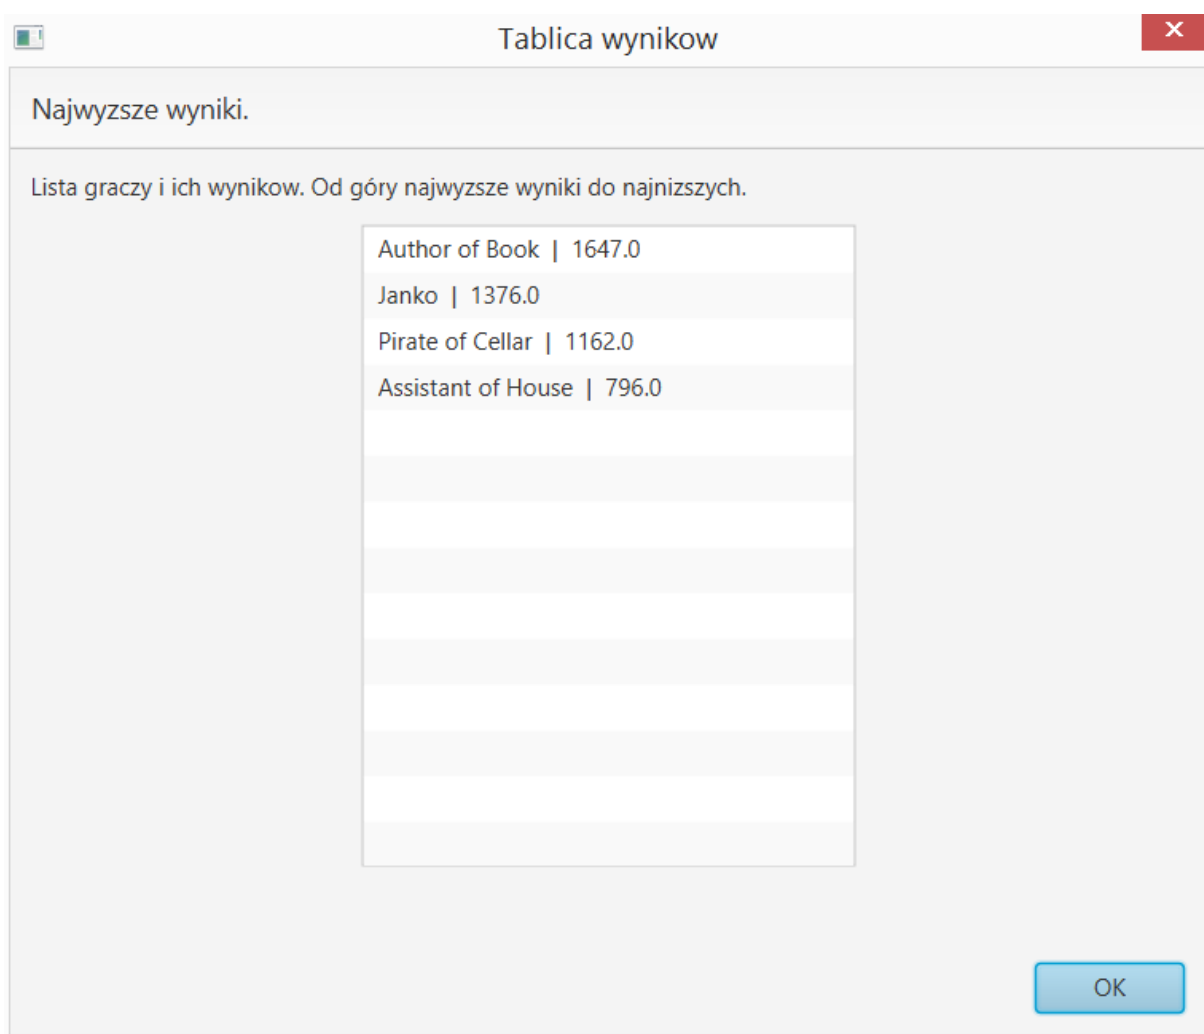 Tablica wynikow
Najwyzsze wyniki.
Lista graczy i ich wynikow. Od góry najwyzsze wyniki do najnizszych.
Author of Book | 1647.0
Janko | 1376.0
Pirate of Cellar | 1162.0
Assistant of House | 796.0
OK